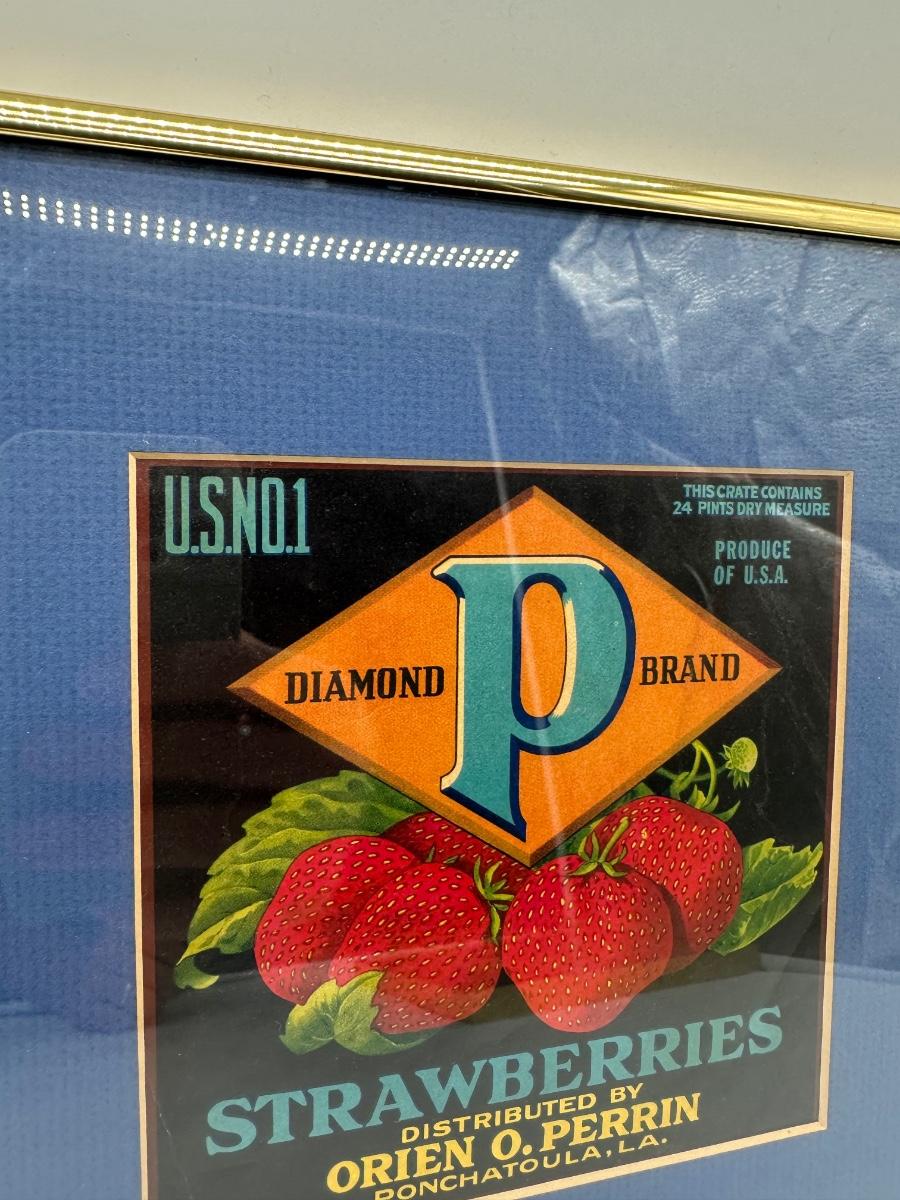 U.S.NO.1
THIS CRATE CONTAINS
24 PINTS DRY MEASURE
PRODUCE
OF U.S.A.
DIAMOND P BRAND
STRAWBERRIES
DISTRIBUTED BY
ORIEN O. PERRIN
PONCHATOULA, LA.